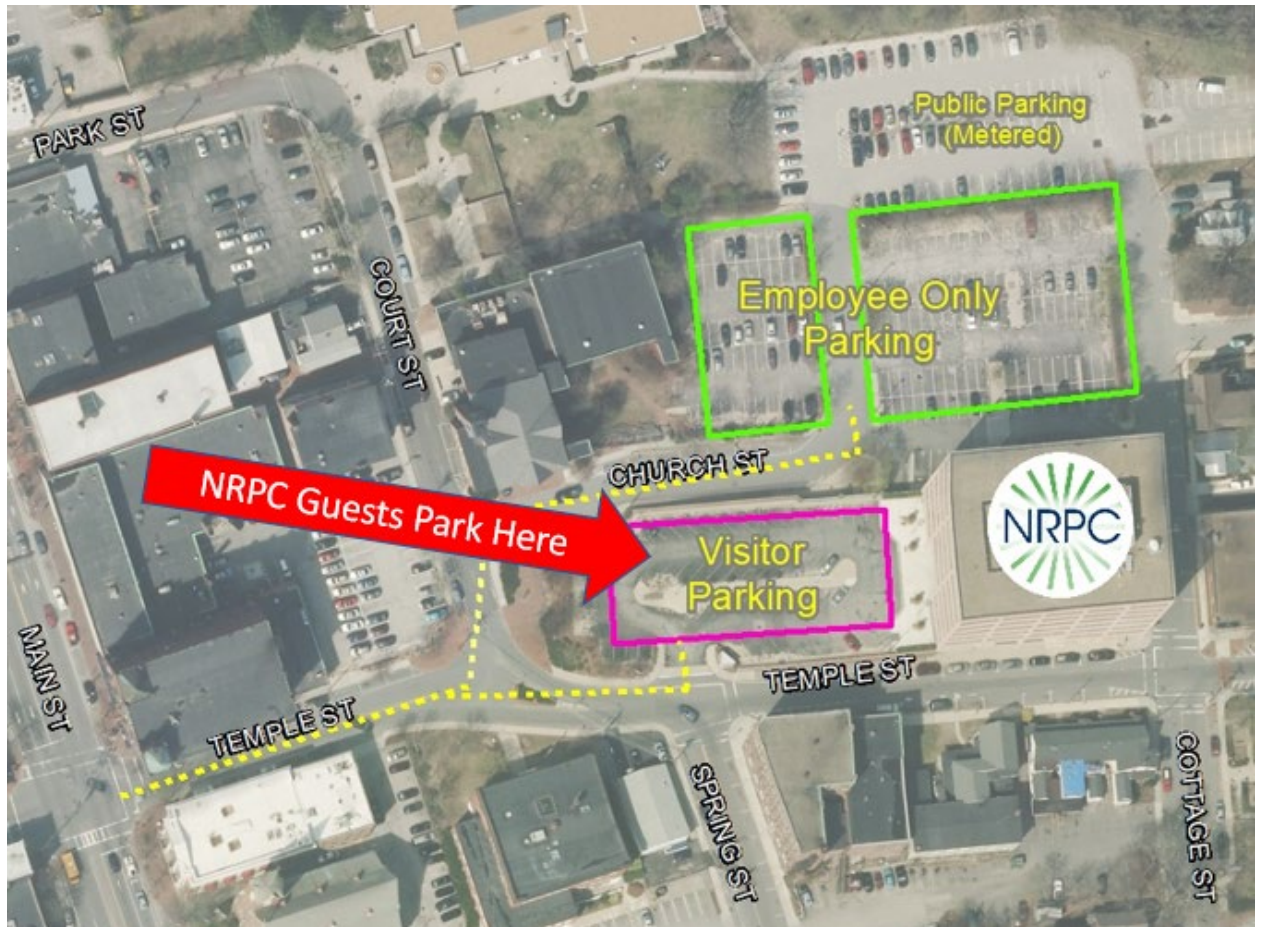 PARK ST
Public Parking
(Metered)
COURT ST
Employee Only
Parking
CHURCH ST
NRPC Guests Park Here
NRPC
Visitor
Parking
MAIN ST
TEMPLE ST
TEMPLE ST
SPRING ST
COTTAGE ST